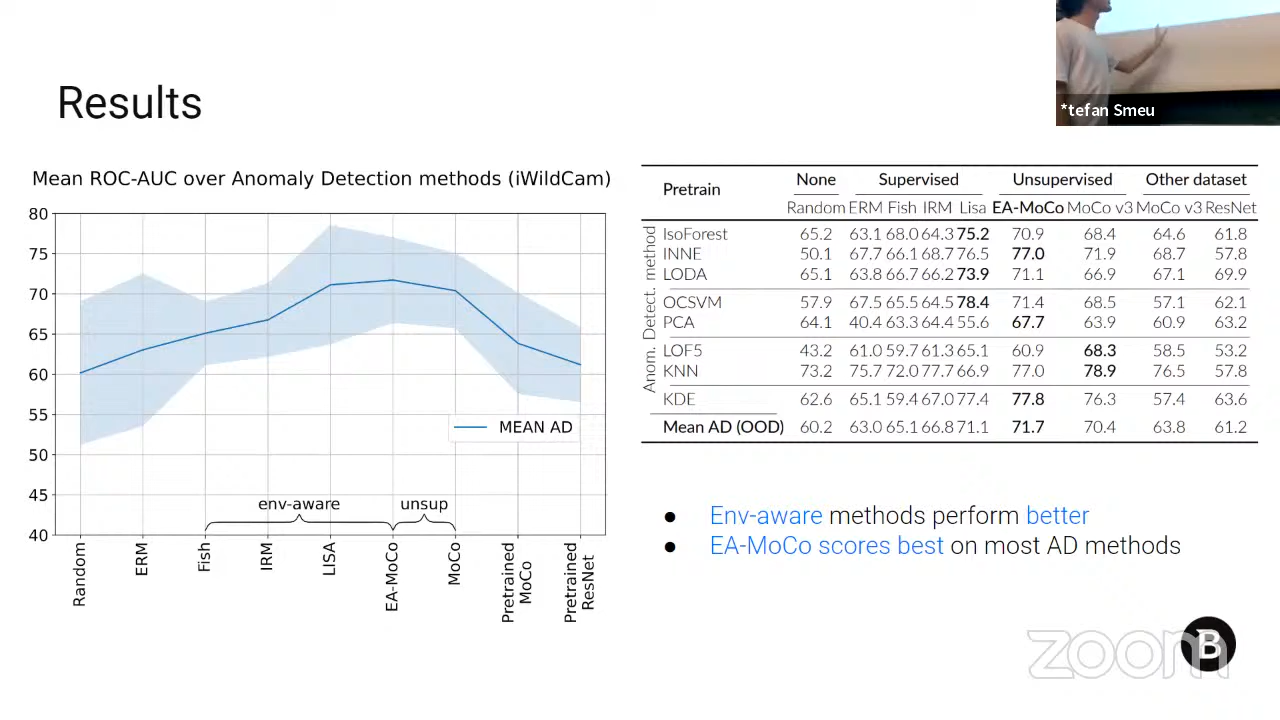 *tefan Smeu
Results
Mean ROC-AUC over Anomaly Detection methods (iWildCam)
80
75
70
65
60
55
50
45
40
MEAN AD
env-aware unsup
Random
ERM
Fish
IRM
LISA
EA-MoCo
MoCo
Pretrained
MoCo
Pretrained
ResNet
Pretrain None Supervised Unsupervised Other dataset
Random ERM Fish IRM Lisa EA-MoCo MoCo v3 MoCo v3 ResNet
Anom. Detect. method
IsoForest 65.2 63.1 68.0 64.3 75.2 70.9 68.4 64.6 61.8
INNE 50.1 67.7 66.1 68.7 76.5 77.0 71.9 68.7 57.8
LODA 65.1 63.8 66.7 66.2 73.9 71.1 66.9 67.1 69.9
OCSVM 57.9 67.5 65.5 64.5 78.4 71.4 68.5 57.1 62.1
PCA 64.1 40.4 63.3 64.4 55.6 67.7 63.9 60.9 63.2
LOF5 43.2 61.0 59.7 61.3 65.1 60.9 68.3 58.5 53.2
KNN 73.2 75.7 72.0 77.7 66.9 77.0 78.9 76.5 57.8
KDE 62.6 65.1 59.4 67.0 77.4 77.8 76.3 57.4 63.6
Mean AD (OOD) 60.2 63.0 65.1 66.8 71.1 71.7 70.4 63.8 61.2
● Env-aware methods perform better
● EA-MoCo scores best on most AD methods
zoom
B